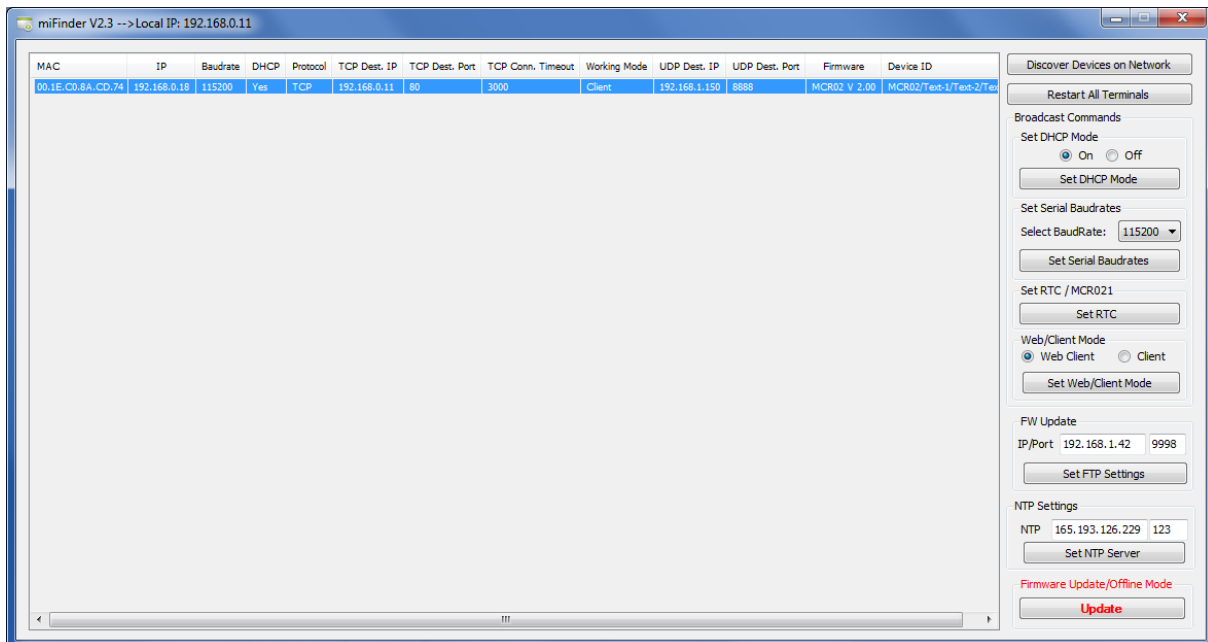 miFinder V2.3 -->Local IP: 192.168.0.11
MAC IP Baudrate DHCP Protocol TCP Dest. IP TCP Dest. Port TCP Conn. Timeout Working Mode UDP Dest. IP UDP Dest. Port Firmware Device ID
00.1E.C0.8A.CD.74 192.168.0.18 115200 Yes TCP 192.168.0.11 80 3000 Client 192.168.1.150 8888 MCR02 V 2.00 MCR02/Text-1/Text-2/Tex
Discover Devices on Network
Restart All Terminals
Broadcast Commands
Set DHCP Mode
On Off
Set DHCP Mode
Set Serial Baudrates
Select BaudRate: 115200
Set Serial Baudrates
Set RTC / MCR021
Set RTC
Web/Client Mode
Web Client Client
Set Web/Client Mode
FW Update
IP/Port 192.168.1.42 9998
Set FTP Settings
NTP Settings
NTP 165.193.126.229 123
Set NTP Server
Firmware Update/Offline Mode
Update